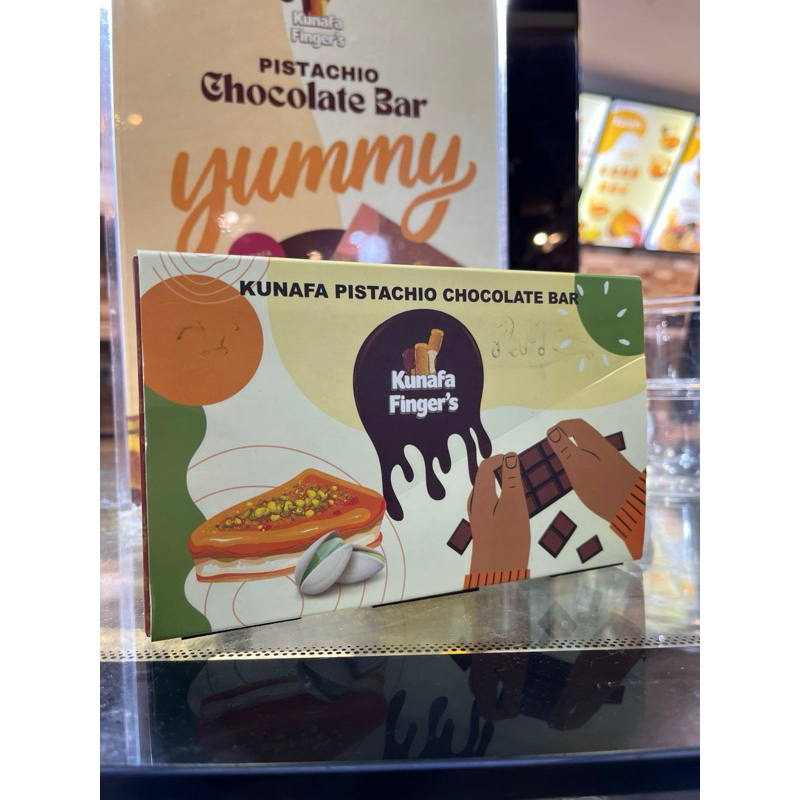 Kunafa
Finger's
PISTACHIO
Chocolate Bar
yummy
KUNAFA PISTACHIO CHOCOLATE BAR
Kunafa
Finger's